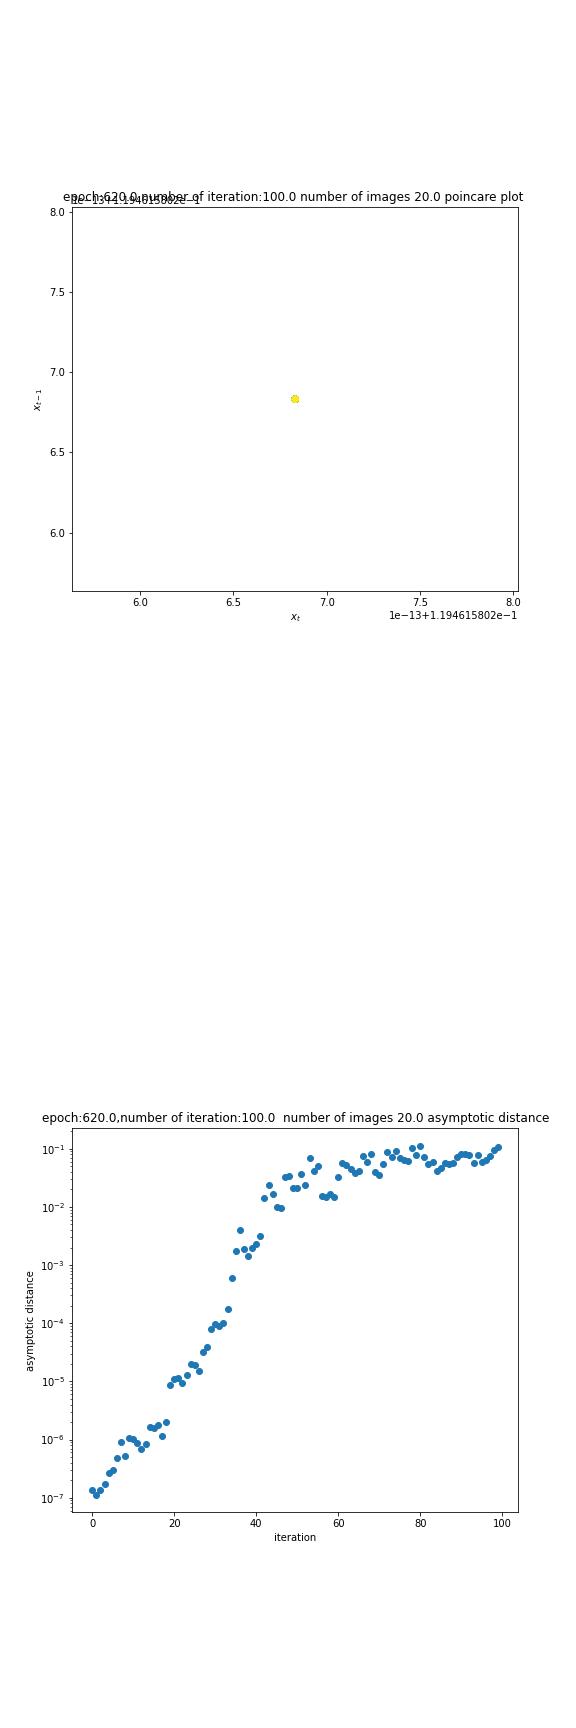 epoch:620.0,number of iteration:100.0 number of images 20.0 poincare plot
1e−13+1.194615802e−1
8.0
7.5
7.0
6.5
6.0
x_{t−1}
6.0 6.5 7.0 7.5 8.0
x_t
1e−13+1.194615802e−1
epoch:620.0,number of iteration:100.0  number of images 20.0 asymptotic distance
10^{−1}
10^{−2}
10^{−3}
10^{−4}
10^{−5}
10^{−6}
10^{−7}
asymptotic distance
0 20 40 60 80 100
iteration